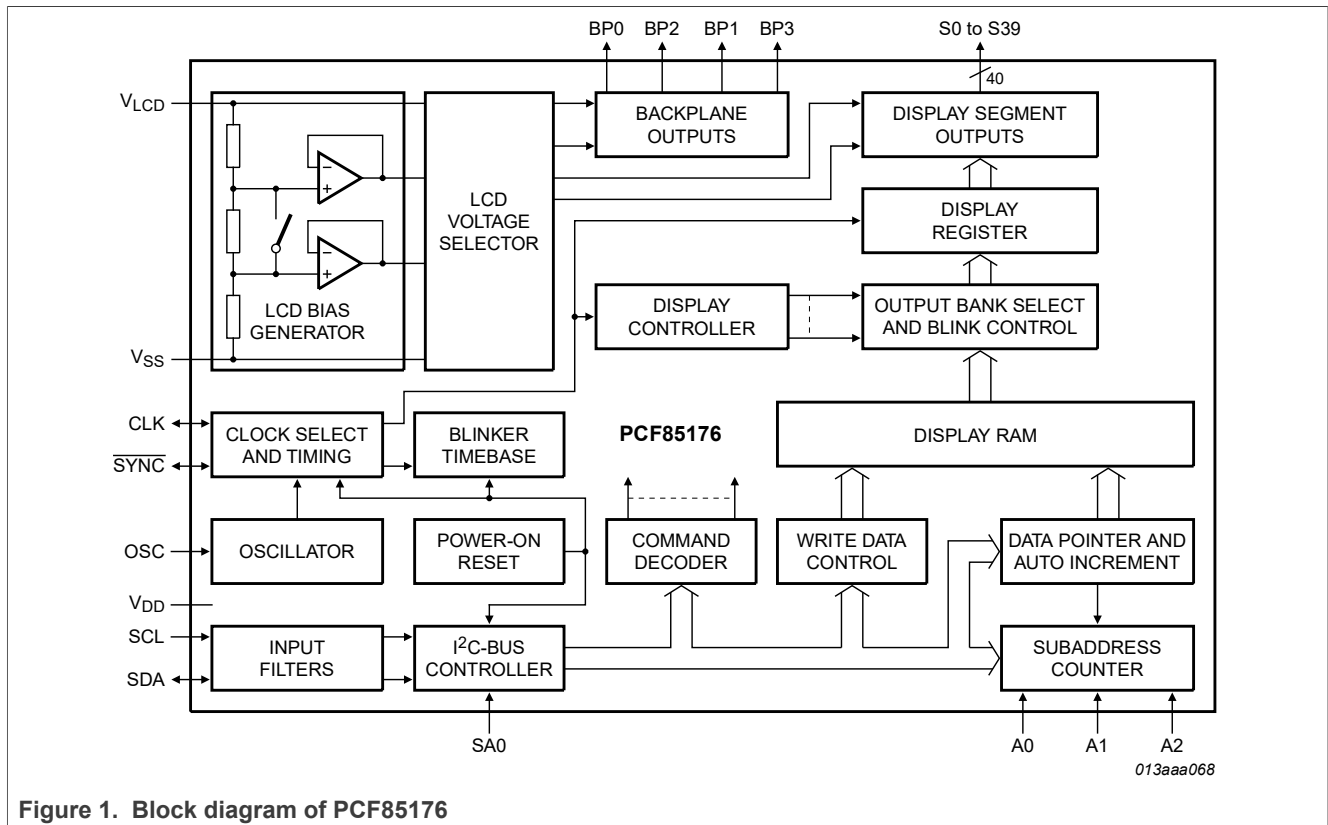 BP0 BP2 BP1 BP3 S0 to S39
40
VLCD
BACKPLANE
OUTPUTS
DISPLAY SEGMENT
OUTPUTS
LCD
VOLTAGE
SELECTOR
−
+
−
+
LCD BIAS
GENERATOR
DISPLAY
REGISTER
DISPLAY
CONTROLLER
OUTPUT BANK SELECT
AND BLINK CONTROL
VSS
CLK
SYNC
CLOCK SELECT
AND TIMING
BLINKER
TIMEBASE
PCF85176
DISPLAY RAM
OSC
OSCILLATOR
POWER-ON
RESET
COMMAND
DECODER
WRITE DATA
CONTROL
DATA POINTER AND
AUTO INCREMENT
VDD
SCL
SDA
INPUT
FILTERS
I2C-BUS
CONTROLLER
SUBADDRESS
COUNTER
SA0 A0 A1 A2
013aaa068
Figure 1. Block diagram of PCF85176